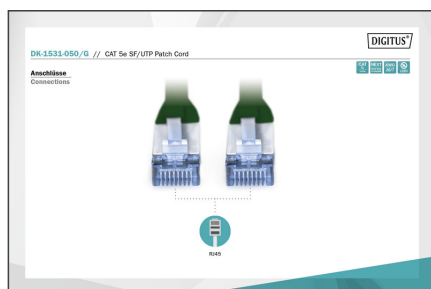 DIGITUS®
DK-1531-050/G // CAT 5e SF/UTP Patch Cord
Anschlüsse
Connections
RJ45